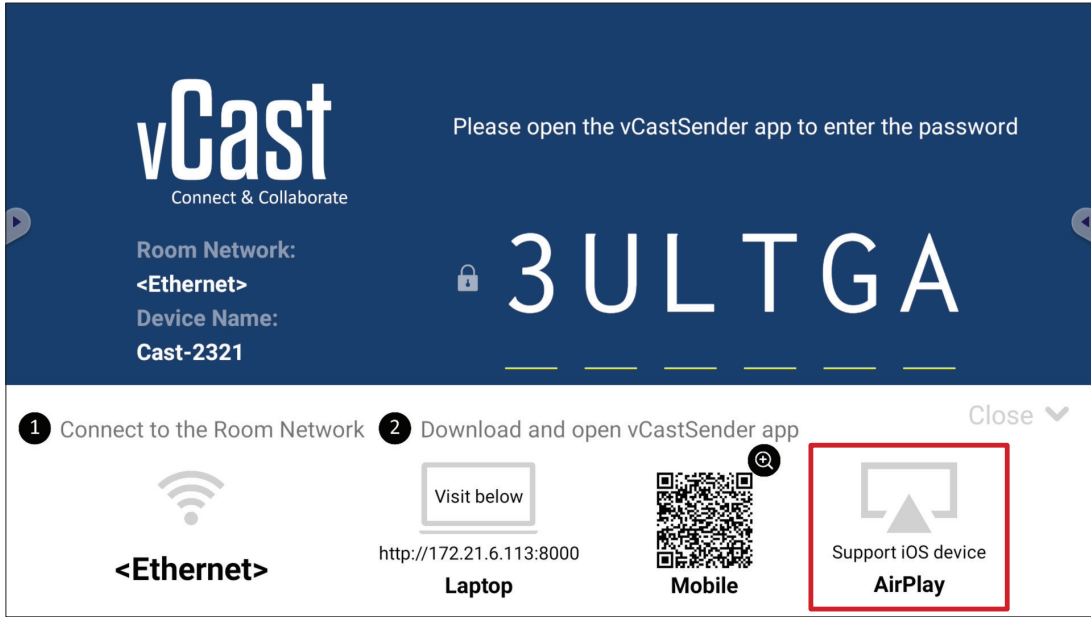 vCast
Connect & Collaborate
Please open the vCastSender app to enter the password
Room Network:
<Ethernet>
Device Name:
Cast-2321
3ULTGA
Close
1 Connect to the Room Network
2 Download and open vCastSender app
<Ethernet>
Visit below
http://172.21.6.113:8000
Laptop
Mobile
Support iOS device
AirPlay